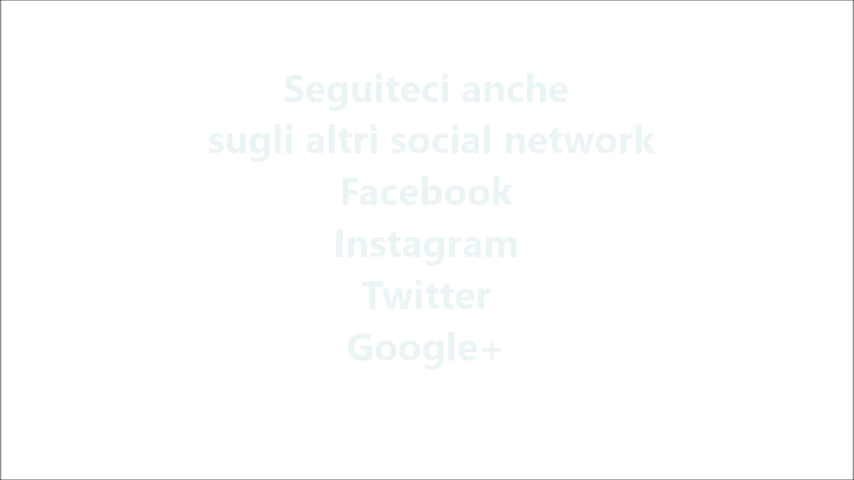 Seguiteci anche
sugli altri social network
Facebook
Instagram
Twitter
Google+